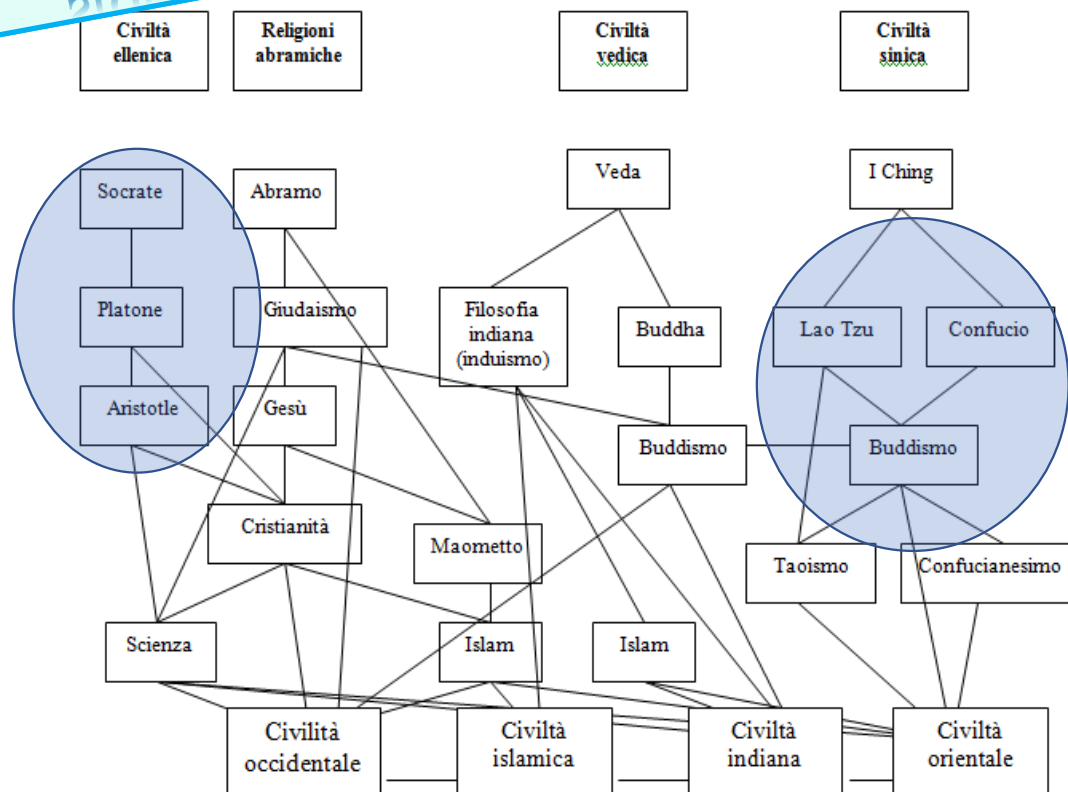 Civiltà
ellenica
Religioni
abramiche
Civiltà
vedica
Civiltà
sinica
Socrate
Abramo
Veda
I Ching
Platone
Giudaismo
Filosofia
indiana
(induismo)
Buddha
Lao Tzu
Confucio
Aristotle
Gesù
Buddismo
Buddismo
Cristianità
Maometto
Taoismo
Confucianesimo
Scienza
Islam
Islam
Civilità
occidentale
Civiltà
islamica
Civiltà
indiana
Civiltà
orientale